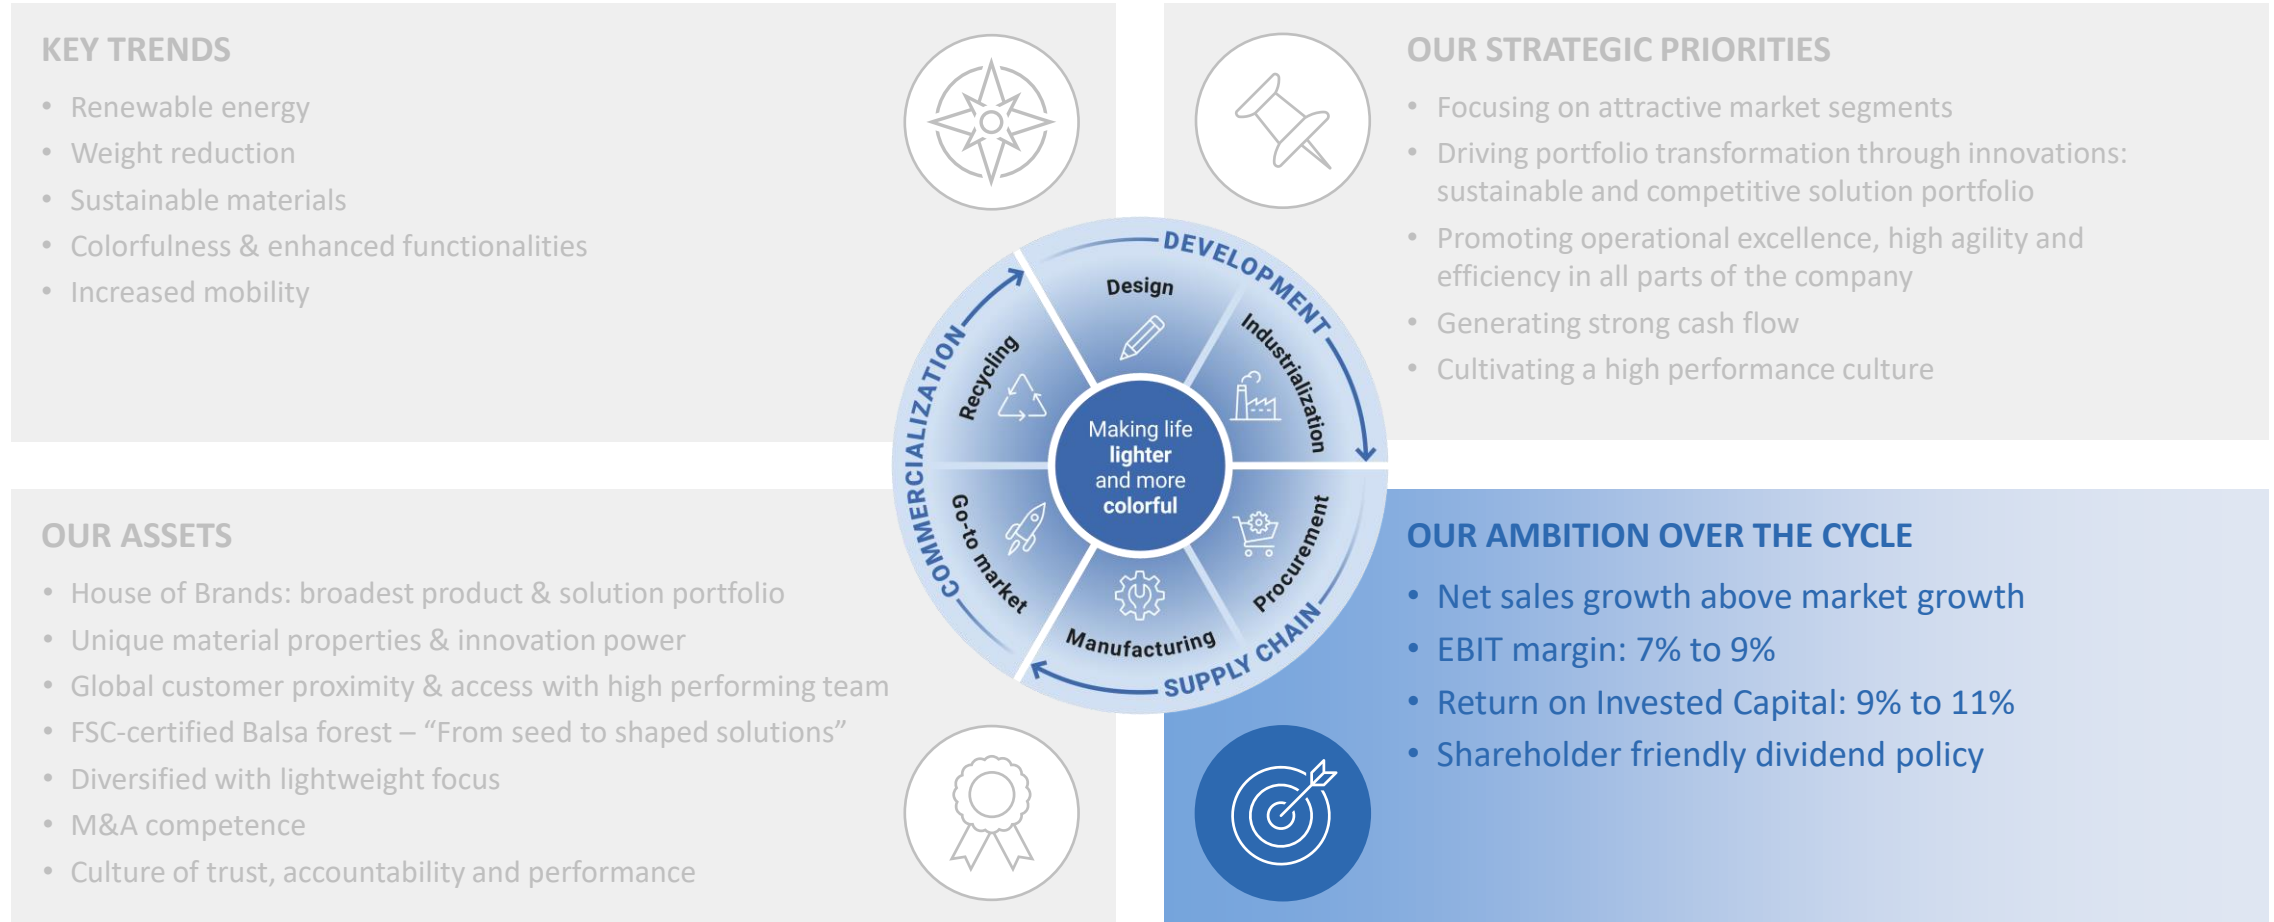 KEY TRENDS
• Renewable energy
• Weight reduction
• Sustainable materials
• Colorfulness & enhanced functionalities
• Increased mobility
OUR STRATEGIC PRIORITIES
• Focusing on attractive market segments
• Driving portfolio transformation through innovations:
sustainable and competitive solution portfolio
• Promoting operational excellence, high agility and
efficiency in all parts of the company
• Generating strong cash flow
• Cultivating a high performance culture
DEVELOPMENT
Design
Industrialization
SUPPLY CHAIN
Procurement
Manufacturing
COMMERCIALIZATION
Go-to market
Recycling
Making life
lighter
and more
colorful
OUR ASSETS
• House of Brands: broadest product & solution portfolio
• Unique material properties & innovation power
• Global customer proximity & access with high performing team
• FSC-certified Balsa forest – “From seed to shaped solutions”
• Diversified with lightweight focus
• M&A competence
• Culture of trust, accountability and performance
OUR AMBITION OVER THE CYCLE
• Net sales growth above market growth
• EBIT margin: 7% to 9%
• Return on Invested Capital: 9% to 11%
• Shareholder friendly dividend policy